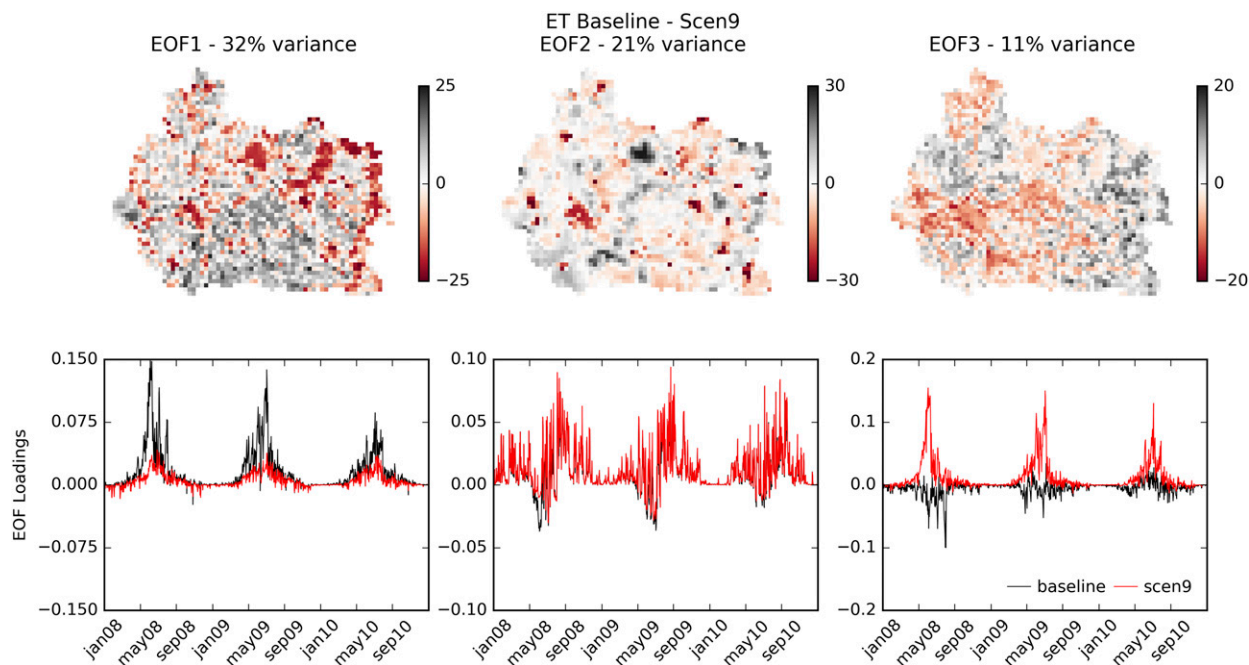 ET Baseline - Scen9
EOF1 - 32% variance
EOF2 - 21% variance
EOF3 - 11% variance
25
0
−25
30
0
−30
20
0
−20
EOF Loadings
0.150
0.075
0.000
−0.075
−0.150
jan08
may08
sep08
jan09
may09
sep09
jan10
may10
sep10
0.10
0.05
0.00
−0.05
−0.10
jan08
may08
sep08
jan09
may09
sep09
jan10
may10
sep10
0.2
0.1
0.0
−0.1
−0.2
baseline
scen9
jan08
may08
sep08
jan09
may09
sep09
jan10
may10
sep10